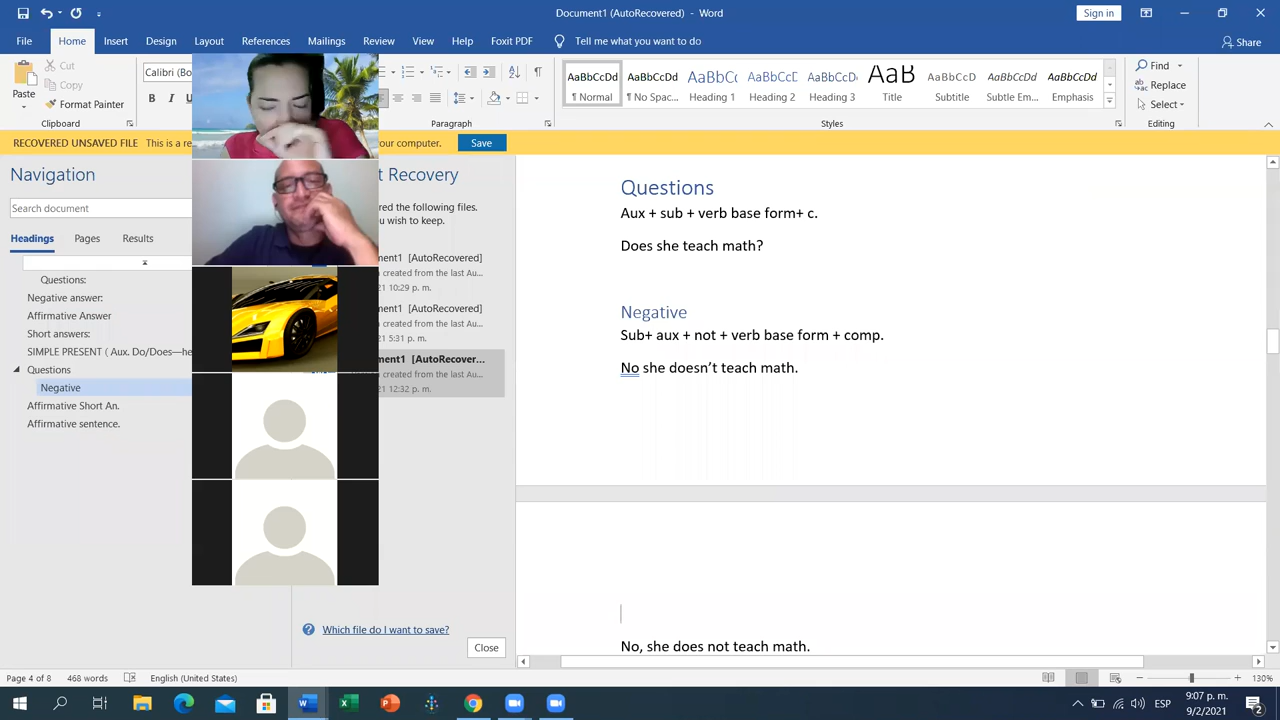 Document1 - Word
Sign in
File Home Insert Design Layout References Mailings Review View Help Foxit PDF Tell me what you want to do Share
Paste
Cut
Copy
Format Painter
Calibri (Bo
B I U
AaBbCcDd AaBbCcDd AaBbCc AaBbCcD AaBbCcDd AaB AaBbCcDd AaBbCcDd AaBbCcDd
¶ Normal ¶ No Spac... Heading 1 Heading 2 Heading 3 Title Subtitle Subtle Em... Emphasis
Find
Replace
Select
Clipboard Paragraph Styles Editing
RECOVERED UNSAVED FILE This is a re
our computer.
Save
Navigation
Search document
Headings Pages Results
Questions:
Negative answer:
Affirmative Answer
Short answers:
SIMPLE PRESENT ( Aux. Do/Does—he
Questions
Negative
Affirmative Short An.
Affirmative sentence.
t Recovery
red the following files.
u wish to keep.
ment1 [AutoRecovered]
created from the last Au...
21 10:29 p. m.
ment1 [AutoRecovered]
created from the last Au...
21 5:31 p. m.
ment1 [AutoRecover...
created from the last Au...
21 12:32 p. m.
Which file do I want to save?
Close
Questions
Aux + sub + verb base form+ c.
Does she teach math?
Negative
Sub+ aux + not + verb base form + comp.
No she doesn’t teach math.
No, she does not teach math.
Page 4 of 8 468 words English (United States) 130%
ESP 9:07 p. m.
9/2/2021
2